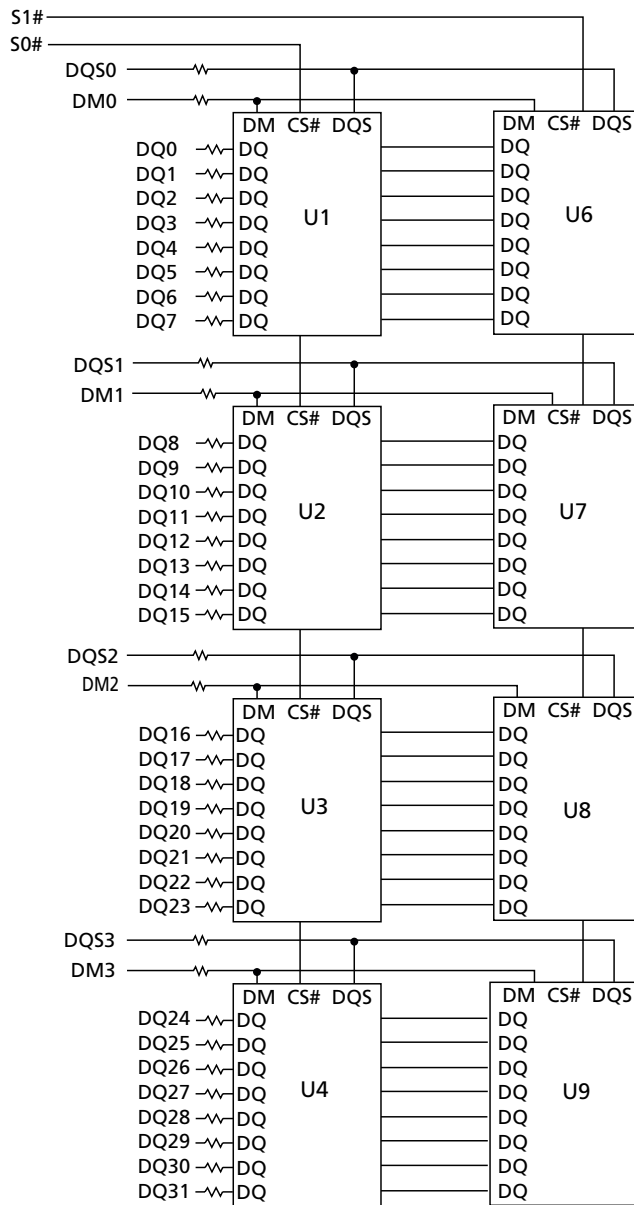 S1#
S0#
DQS0
DM0
DM CS# DQS
DM CS# DQS
DQ0 DQ DQ
DQ1 DQ DQ
DQ2 DQ DQ
DQ3 DQ U1 DQ U6
DQ4 DQ DQ
DQ5 DQ DQ
DQ6 DQ DQ
DQ7 DQ DQ
DQS1
DM1
DM CS# DQS
DM CS# DQS
DQ8 DQ DQ
DQ9 DQ DQ
DQ10 DQ DQ
DQ11 DQ U2 DQ U7
DQ12 DQ DQ
DQ13 DQ DQ
DQ14 DQ DQ
DQ15 DQ DQ
DQS2
DM2
DM CS# DQS
DM CS# DQS
DQ16 DQ DQ
DQ17 DQ DQ
DQ18 DQ DQ
DQ19 DQ U3 DQ U8
DQ20 DQ DQ
DQ21 DQ DQ
DQ22 DQ DQ
DQ23 DQ DQ
DQS3
DM3
DM CS# DQS
DM CS# DQS
DQ24 DQ DQ
DQ25 DQ DQ
DQ26 DQ DQ
DQ27 DQ U4 DQ U9
DQ28 DQ DQ
DQ29 DQ DQ
DQ30 DQ DQ
DQ31 DQ DQ